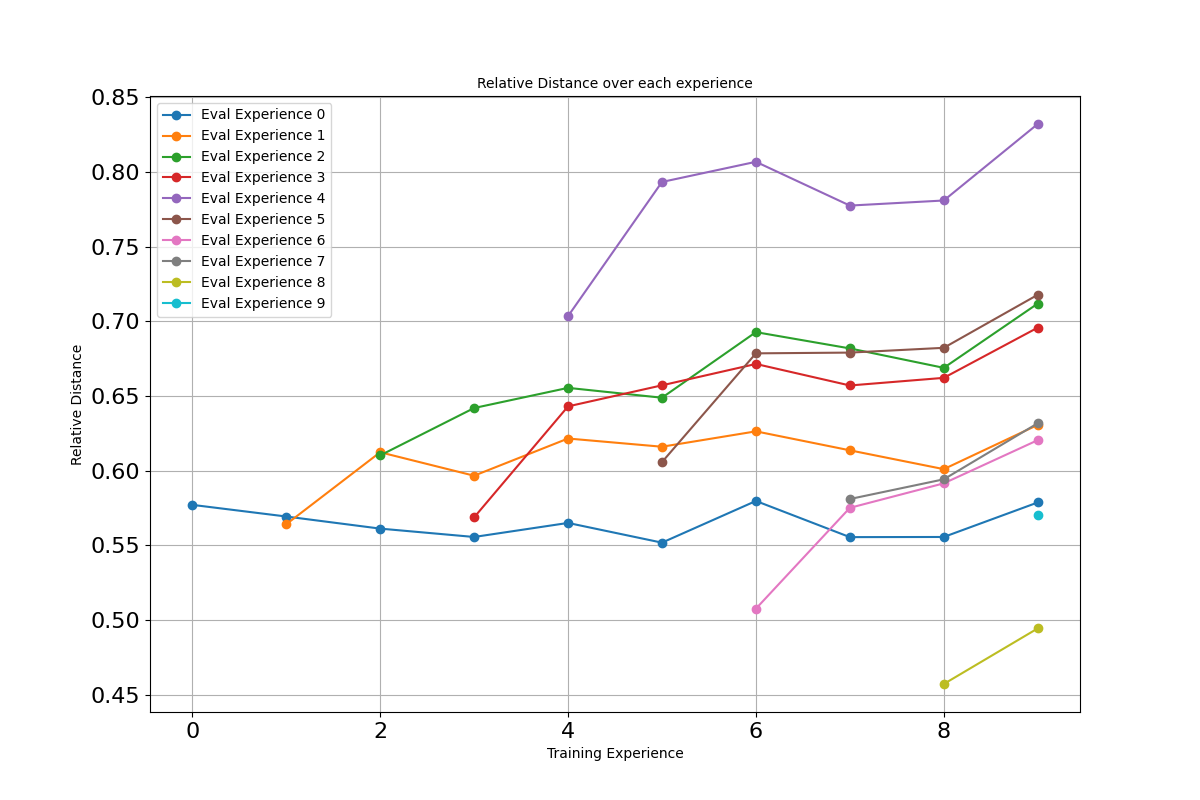 Relative Distance over each experience
0.85
0.80
0.75
0.70
0.65
0.60
0.55
0.50
0.45
Relative Distance
Eval Experience 0
Eval Experience 1
Eval Experience 2
Eval Experience 3
Eval Experience 4
Eval Experience 5
Eval Experience 6
Eval Experience 7
Eval Experience 8
Eval Experience 9
0 2 4 6 8
Training Experience